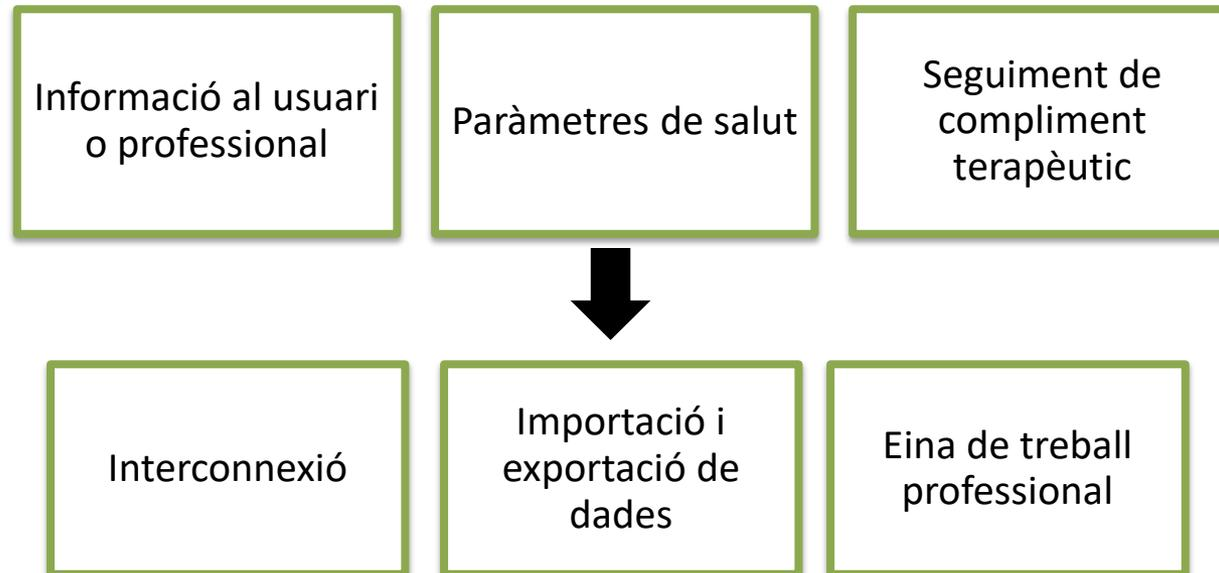 Informació al usuari
o professional
Paràmetres de salut
Seguiment de
compliment
terapèutic
Interconnexió
Importació i
exportació de
dades
Eina de treball
professional